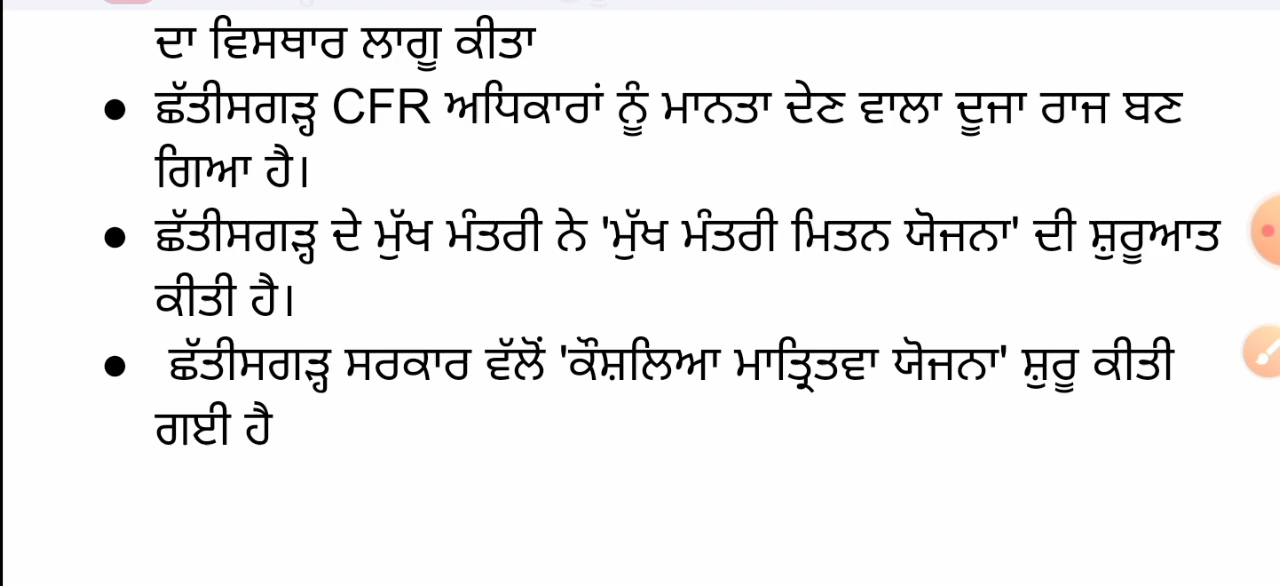 ਦਾ ਵਿਸਥਾਰ ਲਾਗੂ ਕੀਤਾ
● ਛੱਤੀਸਗੜ੍ਹ CFR ਅਧਿਕਾਰਾਂ ਨੂੰ ਮਾਨਤਾ ਦੇਣ ਵਾਲਾ ਦੂਜਾ ਰਾਜ ਬਣ
ਗਿਆ ਹੈ।
● ਛੱਤੀਸਗੜ੍ਹ ਦੇ ਮੁੱਖ ਮੰਤਰੀ ਨੇ 'ਮੁੱਖ ਮੰਤਰੀ ਮਿਤਨ ਯੋਜਨਾ' ਦੀ ਸ਼ੁਰੂਆਤ
ਕੀਤੀ ਹੈ।
● ਛੱਤੀਸਗੜ੍ਹ ਸਰਕਾਰ ਵੱਲੋਂ 'ਕੌਸ਼ਲਿਆ ਮਾਤ੍ਰਿਤਵਾ ਯੋਜਨਾ' ਸ਼ੁਰੂ ਕੀਤੀ
ਗਈ ਹੈ